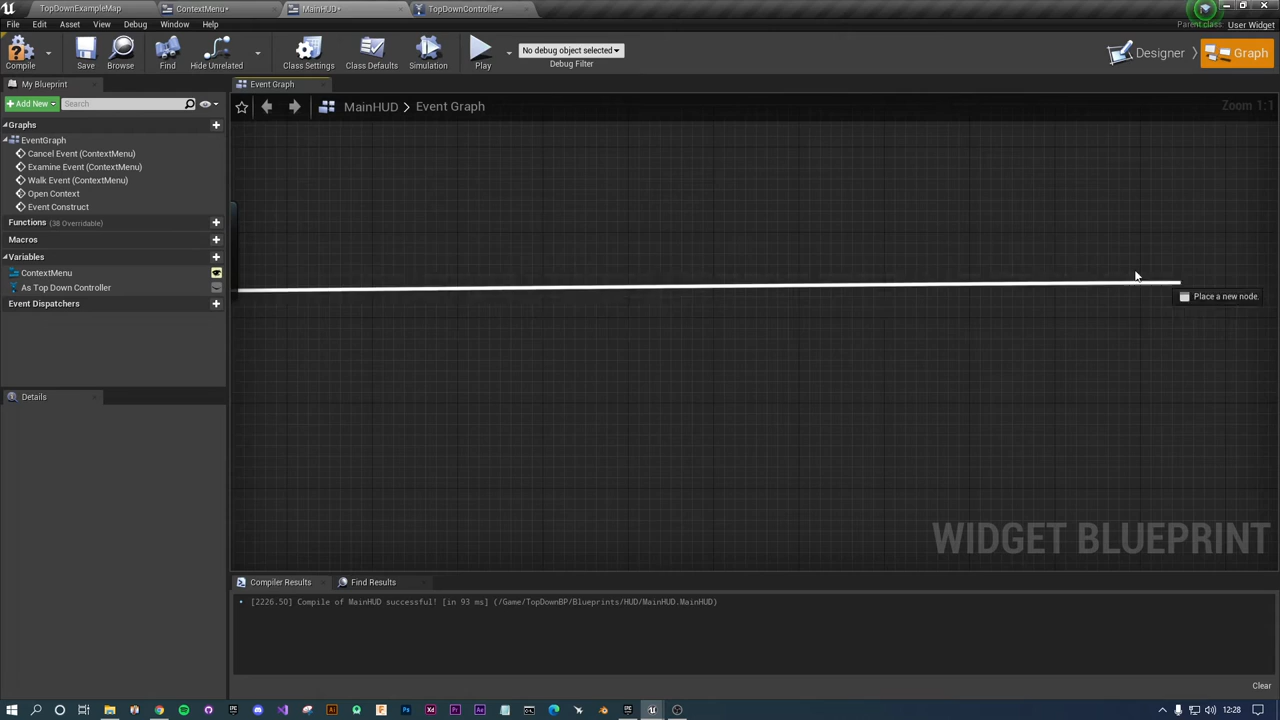 TopDownExampleMap
ContextMenu*
MainHUD*
TopDownController*
File Edit Asset View Debug Window Help
Parent class: User Widget
Compile
Save
Browse
Find
Hide Unrelated
Class Settings
Class Defaults
Simulation
Play
No debug object selected
Debug Filter
Designer
Graph
My Blueprint
Event Graph
Add New
Search
MainHUD > Event Graph
Zoom 1:1
Graphs
EventGraph
Cancel Event (ContextMenu)
Examine Event (ContextMenu)
Walk Event (ContextMenu)
Open Context
Event Construct
Functions (38 Overridable)
Macros
Variables
ContextMenu
As Top Down Controller
Event Dispatchers
Place a new node.
Details
WIDGET BLUEPRINT
Compiler Results
Find Results
[2226.50] Compile of MainHUD successful! [in 93 ms] (/Game/TopDownBP/Blueprints/HUD/MainHUD.MainHUD)
Clear
12:28